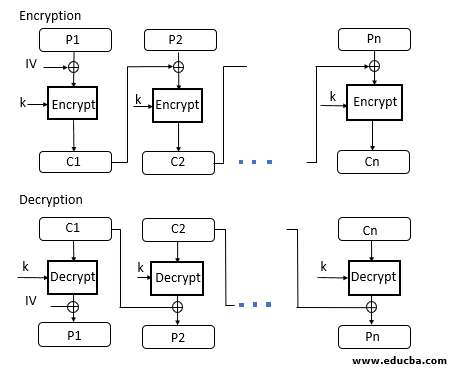 Encryption
P1 P2 Pn
IV
k Encrypt k Encrypt k Encrypt
C1 C2 Cn
Decryption
C1 C2 Cn
k Decrypt k Decrypt k Decrypt
IV
P1 P2 Pn
www.educba.com